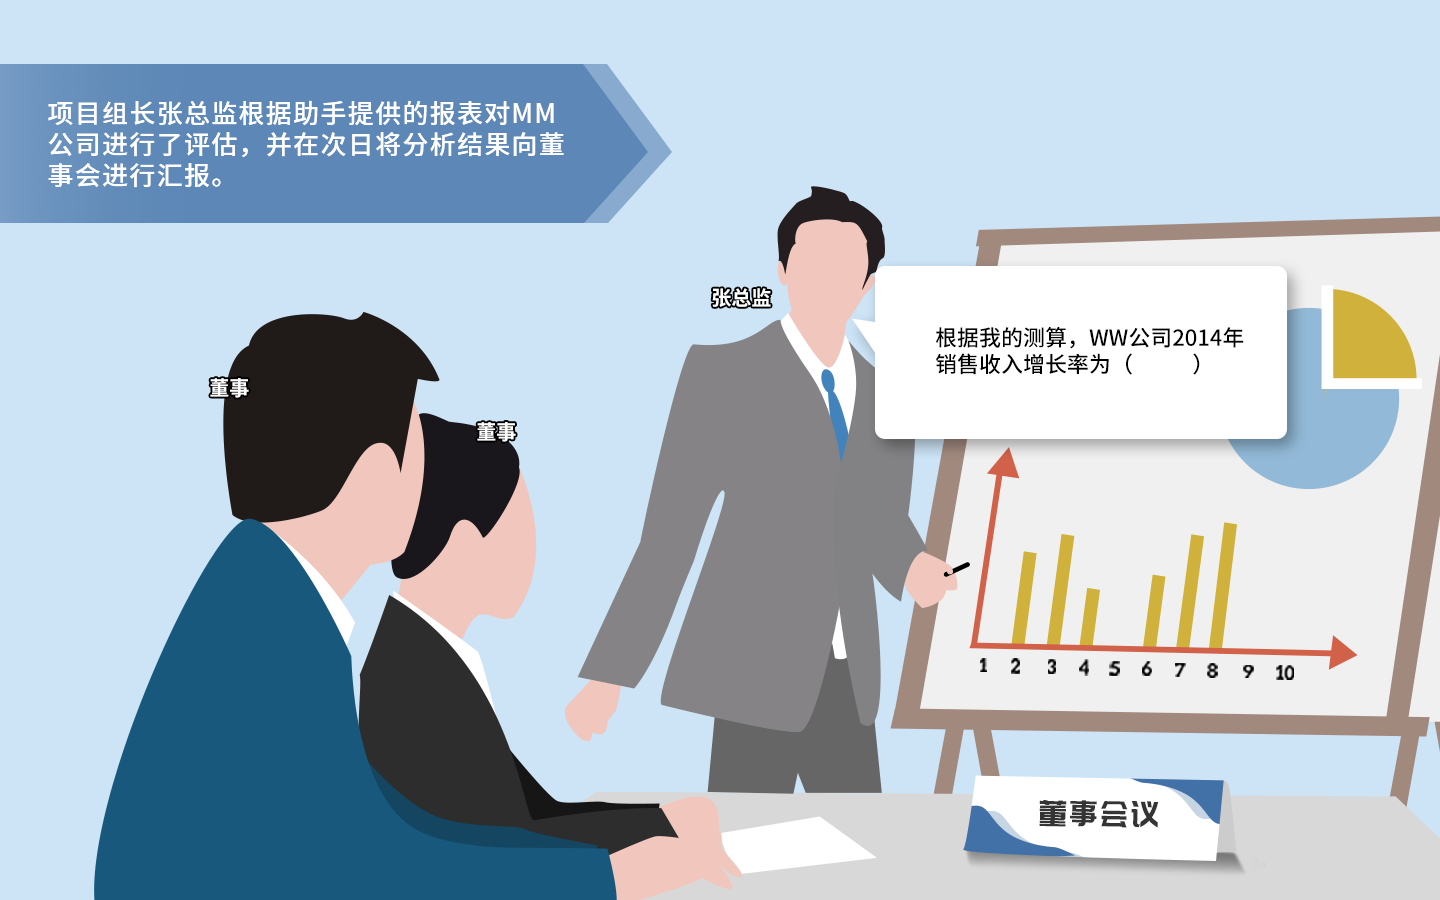 项目组长张总监根据助手提供的报表对MM
公司进行了评估，并在次日将分析结果向董
事会进行汇报。
张总监
根据我的测算，WW公司2014年
销售收入增长率为（　　）
董事
董事
1 2 3 4 5 6 7 8 9 10
董事会议